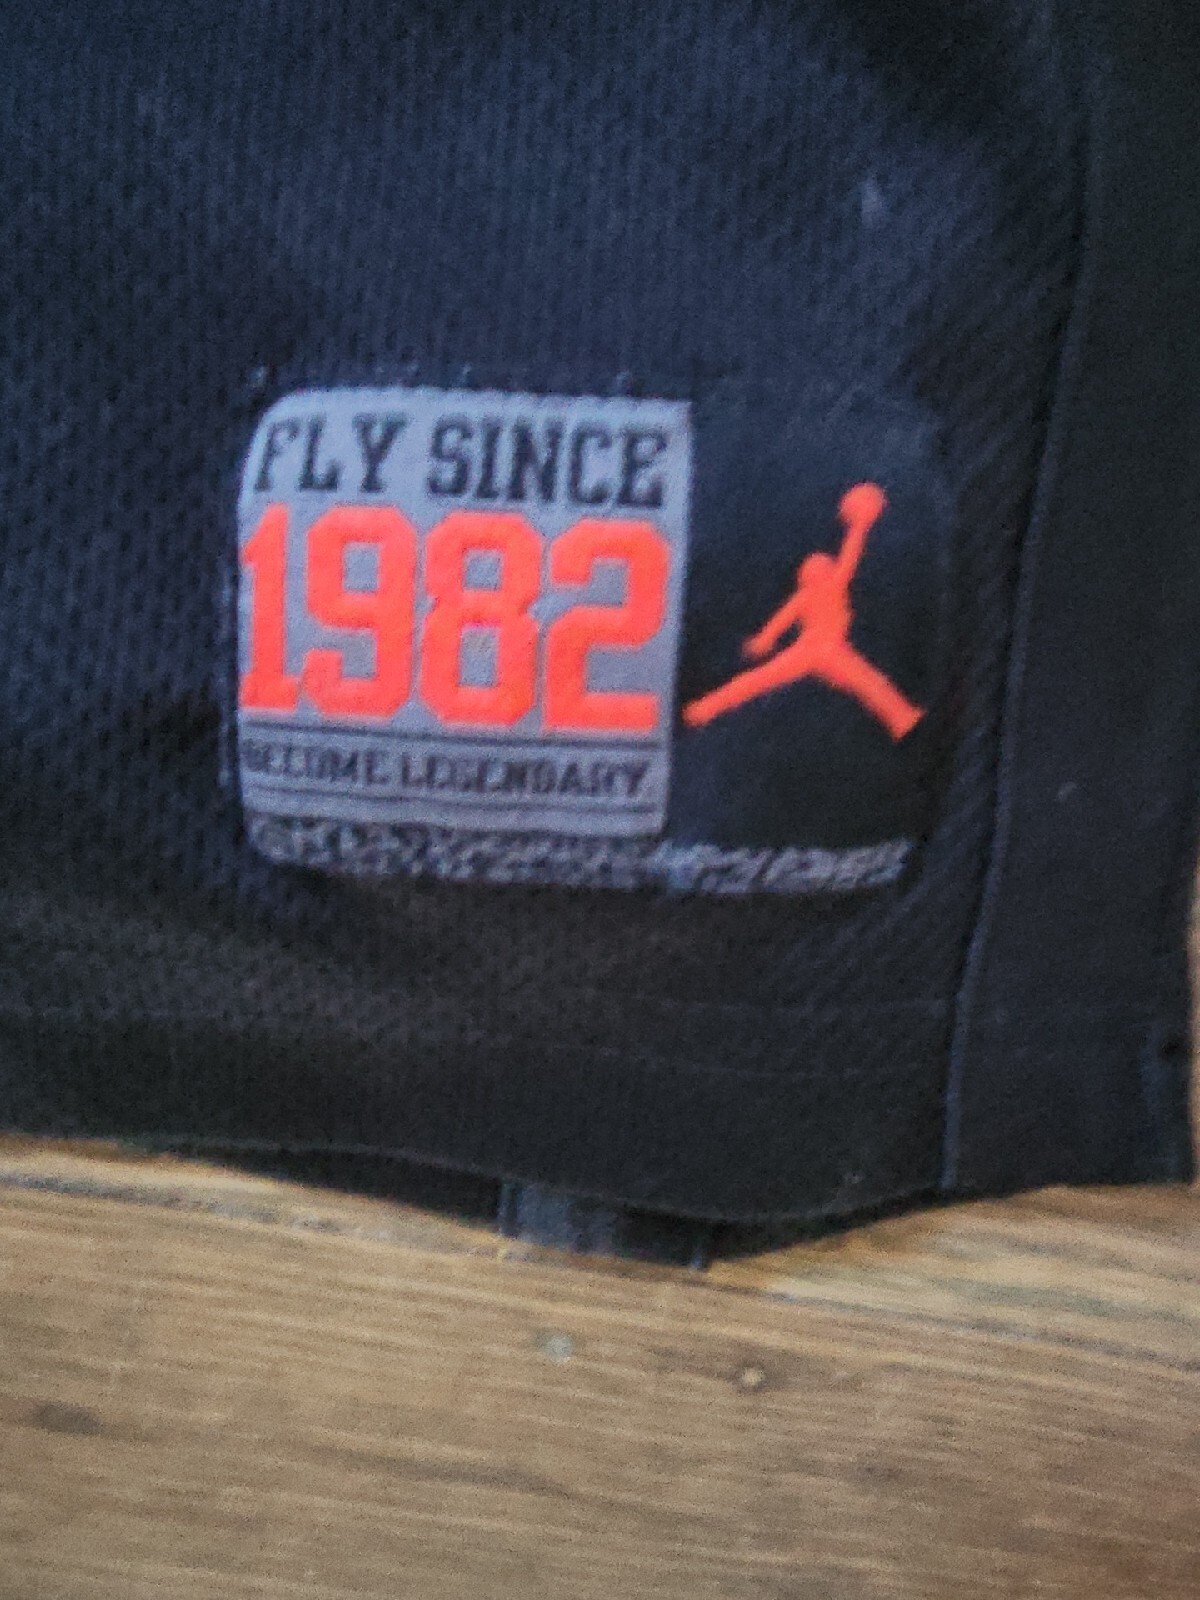 FLY SINCE
1982
BECOME LEGENDARY.